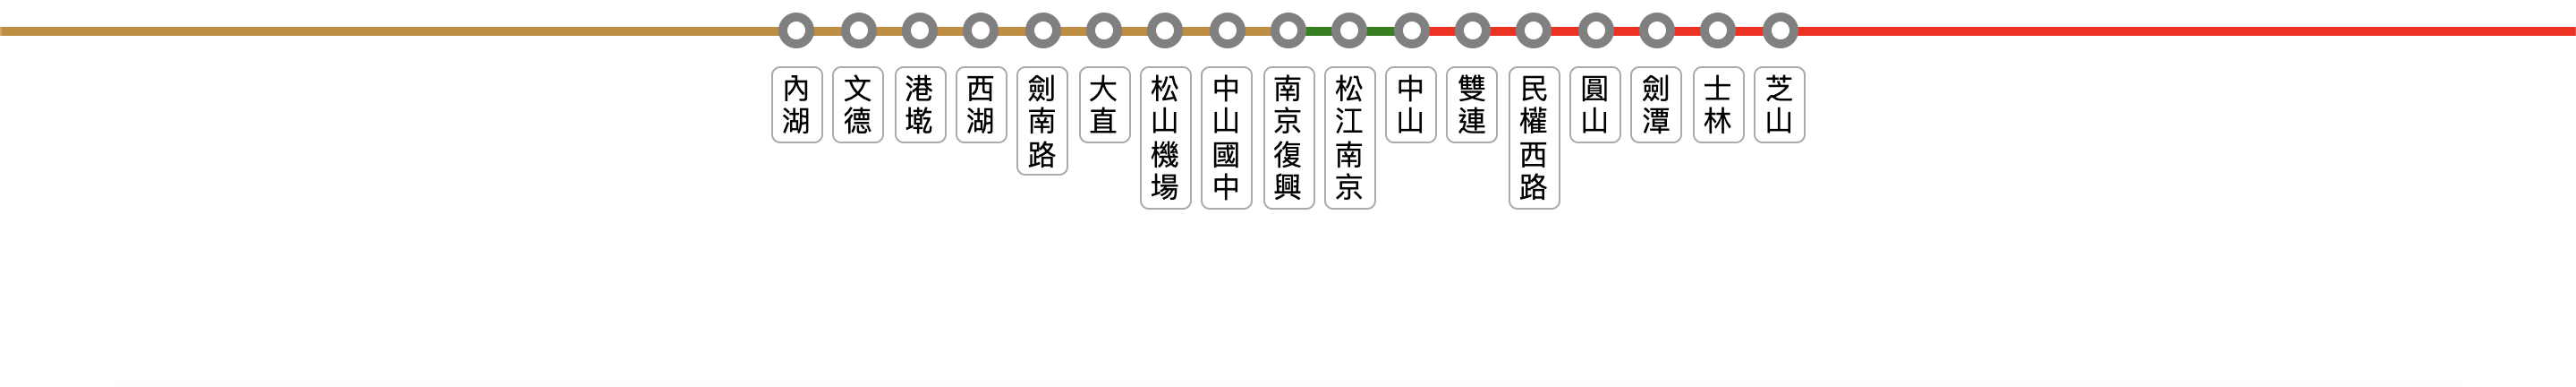 內湖
文德
港墘
西湖
劍南路
大直
松山機場
中山國中
南京復興
松江南京
中山
雙連
民權西路
圓山
劍潭
士林
芝山